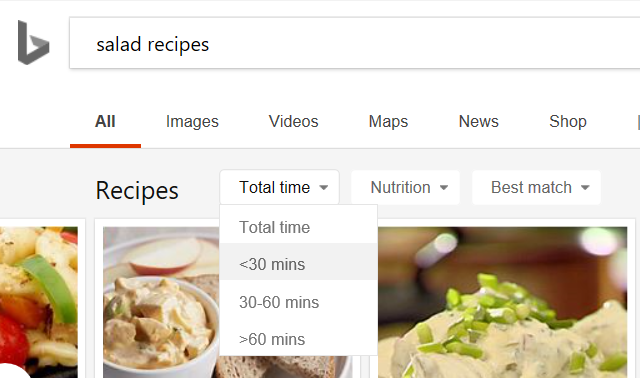 salad recipes
All Images Videos Maps News Shop
Recipes Total time Nutrition Best match
Total time
<30 mins
30-60 mins
>60 mins